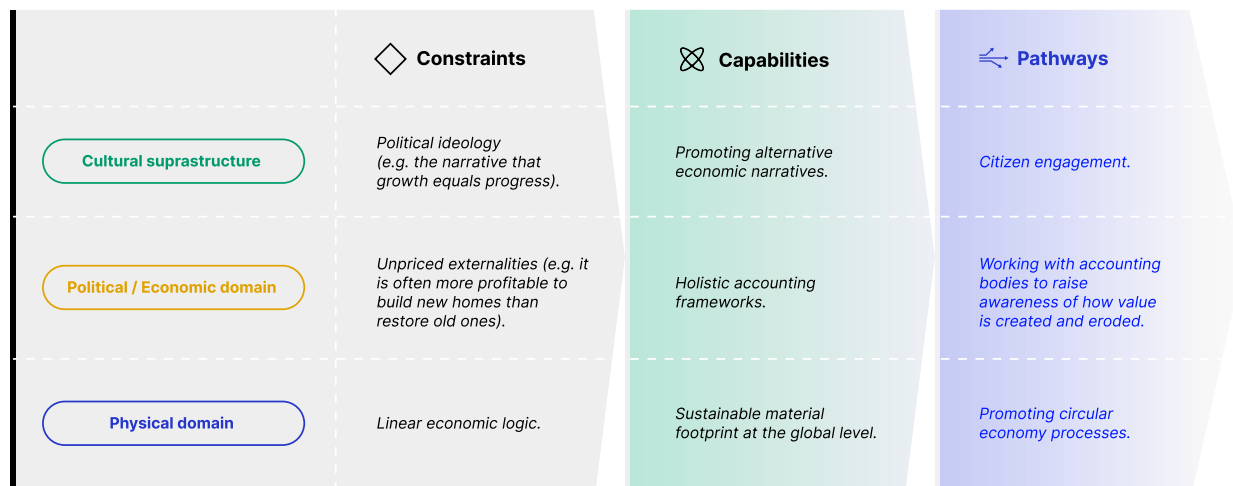 Constraints
Capabilities
Pathways
Cultural suprastructure
Political ideology
(e.g. the narrative that
growth equals progress).
Promoting alternative
economic narratives.
Citizen engagement.
Political / Economic domain
Unpriced externalities (e.g. it
is often more profitable to
build new homes than
restore old ones).
Holistic accounting
frameworks.
Working with accounting
bodies to raise
awareness of how value
is created and eroded.
Physical domain
Linear economic logic.
Sustainable material
footprint at the global level.
Promoting circular
economy processes.